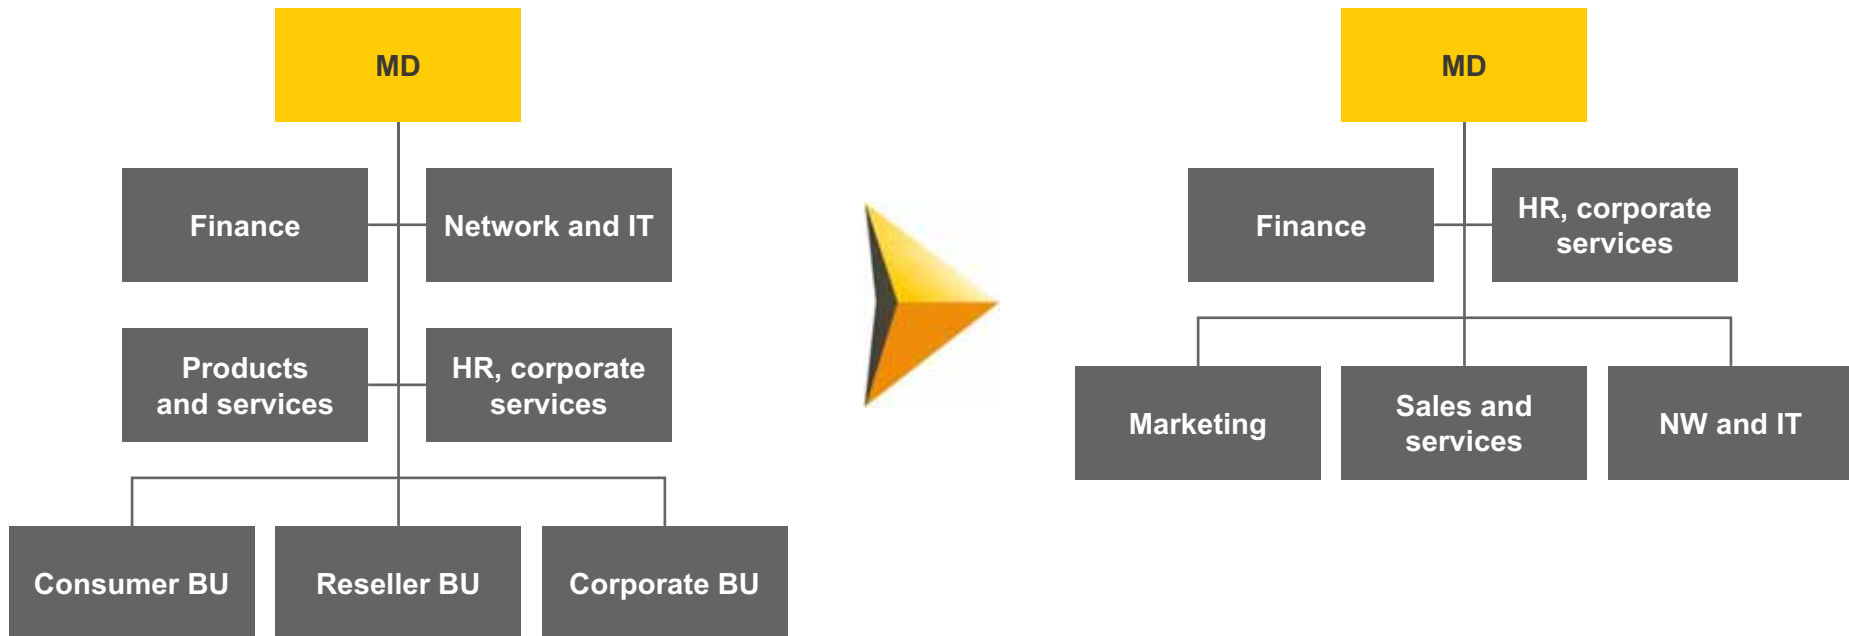 MD
Finance
Network and IT
Products
and services
HR, corporate
services
Consumer BU
Reseller BU
Corporate BU
MD
Finance
HR, corporate
services
Marketing
Sales and
services
NW and IT